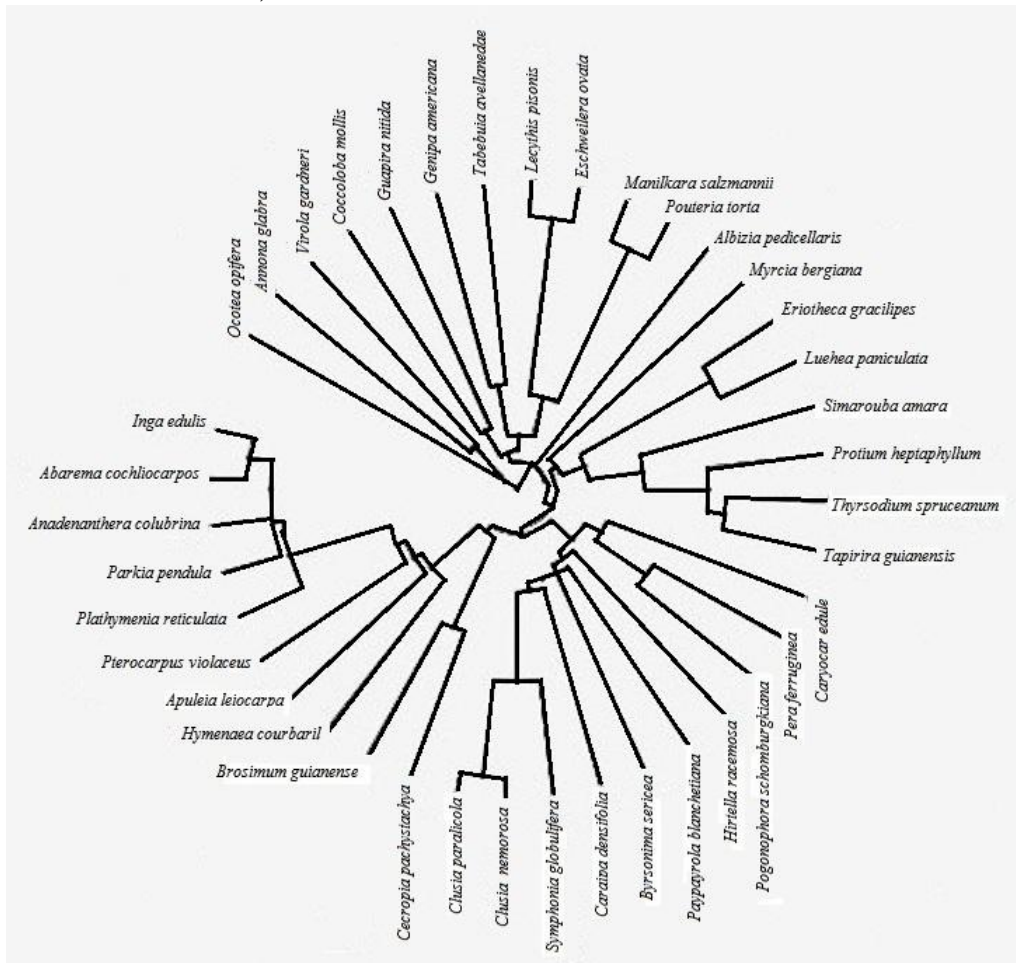 Ocotea opifera
Annona glabra
Virola gardneri
Coccoloba mollis
Guapira nitida
Genipa americana
Tabebuia avellanedae
Lecythis pisonis
Eschweilera ovata
Manilkara salzmannii
Pouteria torta
Albizia pedicellaris
Myrcia bergiana
Eriotheca gracilipes
Luehea paniculata
Simarouba amara
Protium heptaphyllum
Thyrsodium spruceanum
Tapirira guianensis
Caryocar edule
Pera ferruginea
Pogonophora schomburgkiana
Hirtella racemosa
Paypayrola blanchetiana
Byrsonima sericea
Caraipa densifolia
Symphonia globulifera
Clusia nemorosa
Clusia paralicola
Cecropia pachystachya
Brosimum guianense
Hymenaea courbaril
Apuleia leiocarpa
Pterocarpus violaceus
Plathymenia reticulata
Parkia pendula
Anadenanthera colubrina
Abarema cochliocarpos
Inga edulis